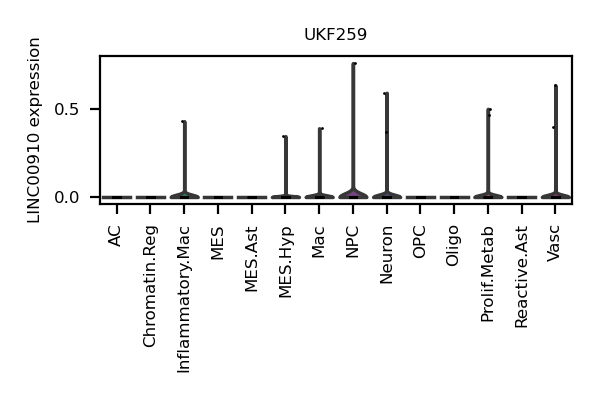 UKF259
LINC00910 expression
0.5
0.0
AC
Chromatin.Reg
Inflammatory.Mac
MES
MES.Ast
MES.Hyp
Mac
NPC
Neuron
OPC
Oligo
Prolif.Metab
Reactive.Ast
Vasc